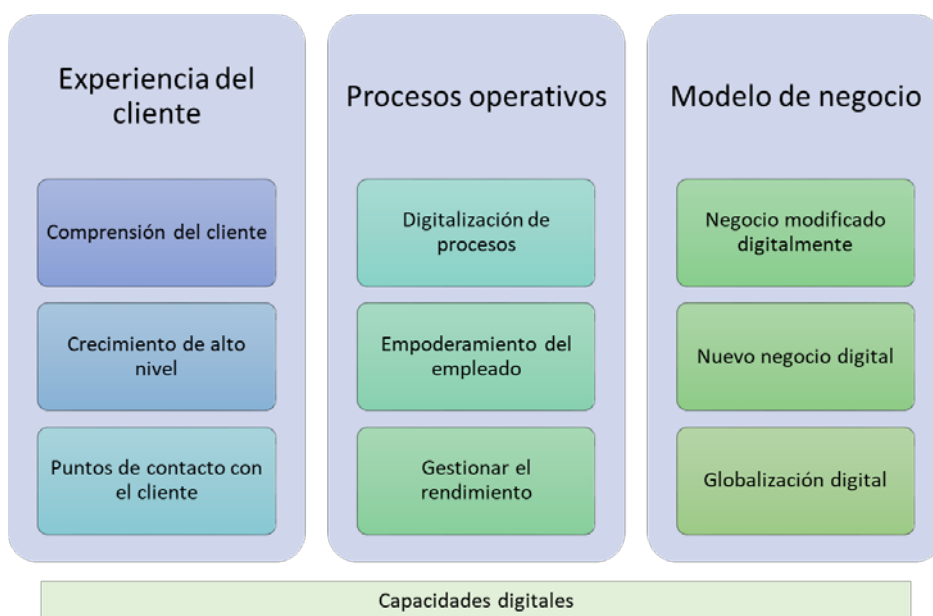 Experiencia del
cliente
Comprensión del cliente
Crecimiento de alto
nivel
Puntos de contacto con
el cliente
Procesos operativos
Digitalización de
procesos
Empoderamiento del
empleado
Gestionar el
rendimiento
Modelo de negocio
Negocio modificado
digitalmente
Nuevo negocio digital
Globalización digital
Capacidades digitales